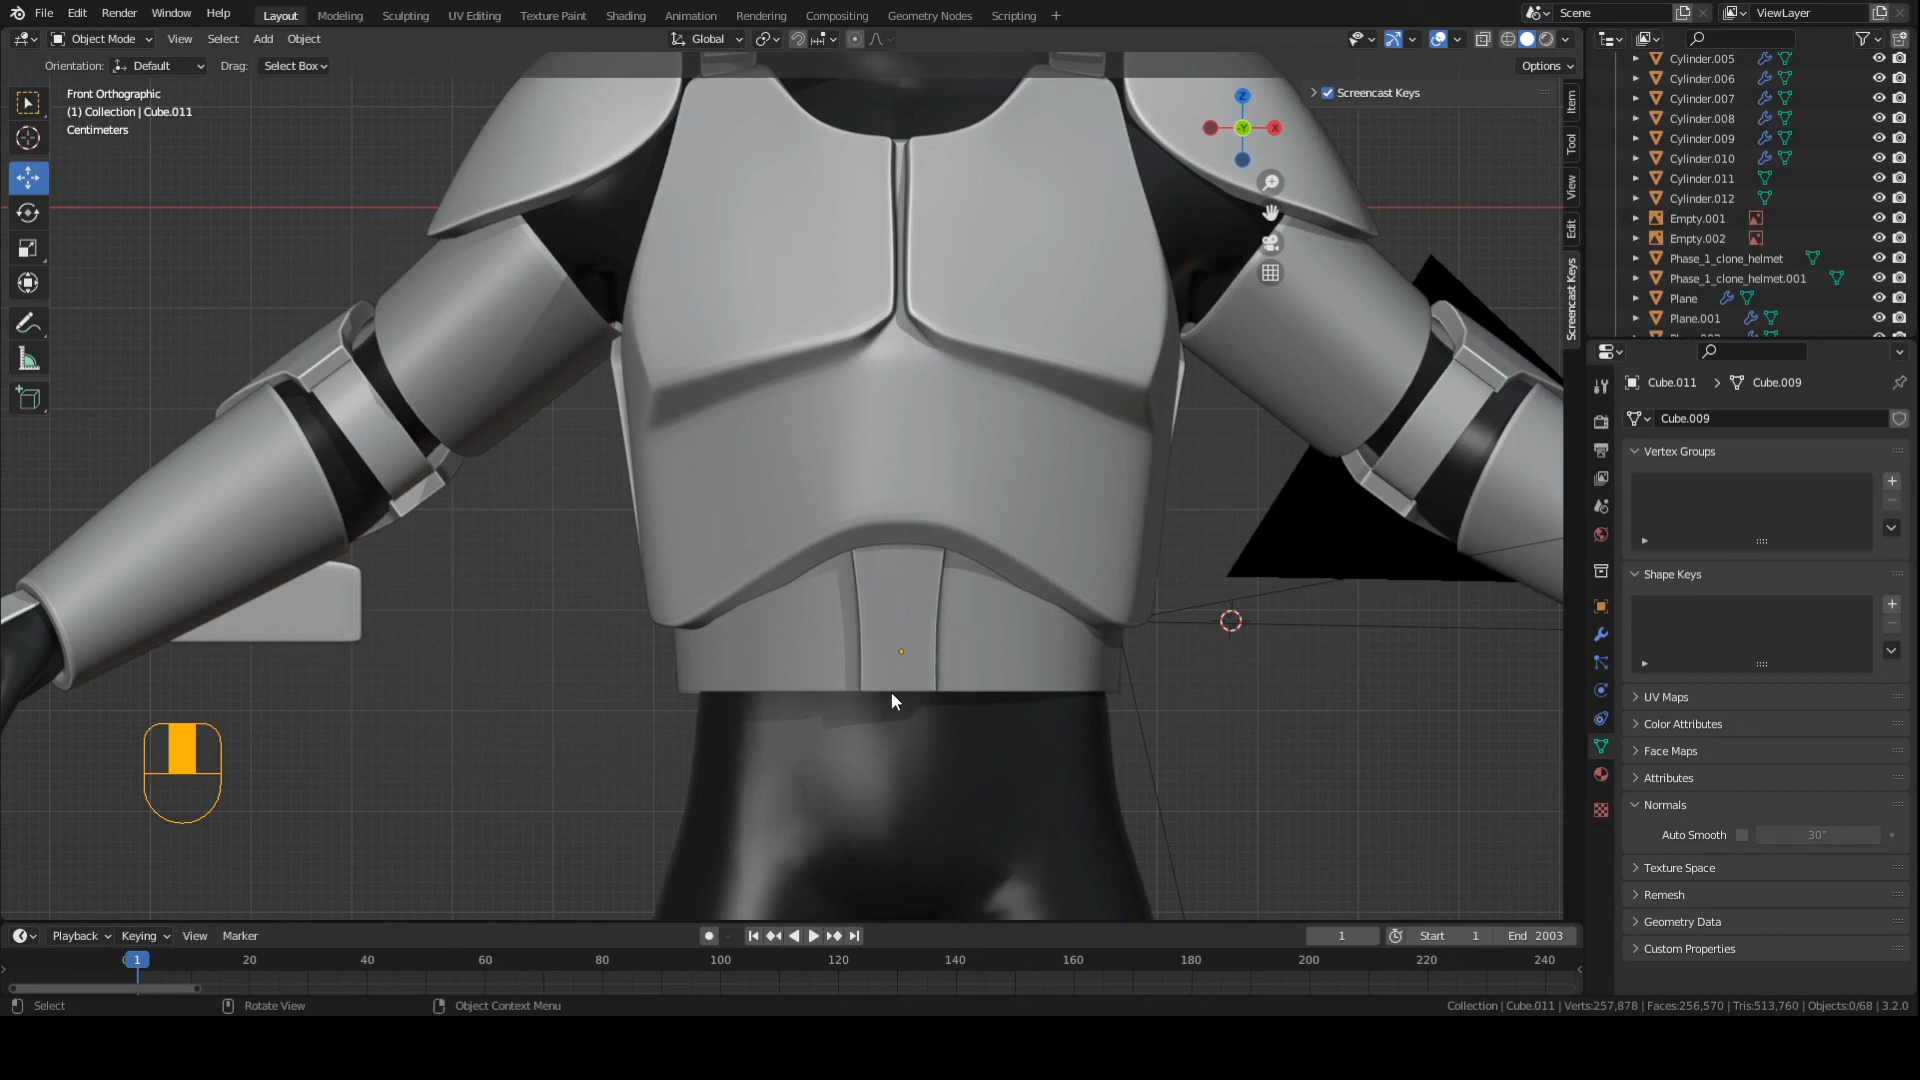 File Edit Render Window Help Layout Modeling Sculpting UV Editing Texture Paint Shading Animation Rendering Compositing Geometry Nodes Scripting + Scene ViewLayer
Object Mode View Select Add Object Global
Orientation: Default Drag: Select Box Options
Front Orthographic
(1) Collection | Cube.011
Centimeters
Screencast Keys
Z
Y
X
Item
Tool
View
Edit
Screencast Keys
Cylinder.005
Cylinder.006
Cylinder.007
Cylinder.008
Cylinder.009
Cylinder.010
Cylinder.011
Cylinder.012
Empty.001
Empty.002
Phase_1_clone_helmet
Phase_1_clone_helmet.001
Plane
Plane.001
Cube.011 Cube.009
Cube.009
Vertex Groups
Shape Keys
UV Maps
Color Attributes
Face Maps
Attributes
Normals
Auto Smooth 30°
Texture Space
Remesh
Geometry Data
Custom Properties
Playback Keying View Marker 1 Start 1 End 2003
1 20 40 60 80 100 120 140 160 180 200 220 240
Select Rotate View Object Context Menu Collection | Cube.011 | Verts:257,878 | Faces:256,570 | Tris:513,760 | Objects:0/68 | 3.2.0